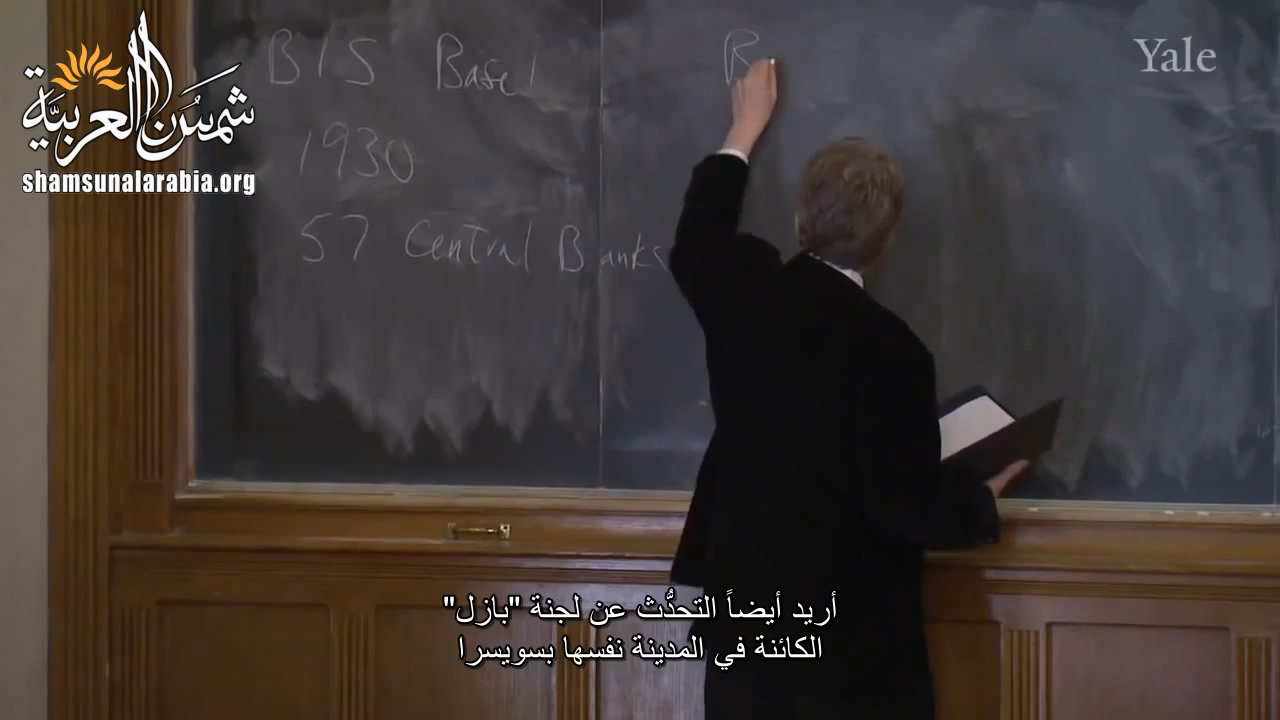 شمس العربية
shamsunalarabia.org
Yale
BIS Basel
B
1930
57 Central Banks
أريد أيضاً التحدُّث عن لجنة "بازل"
الكائنة في المدينة نفسها بسويسرا